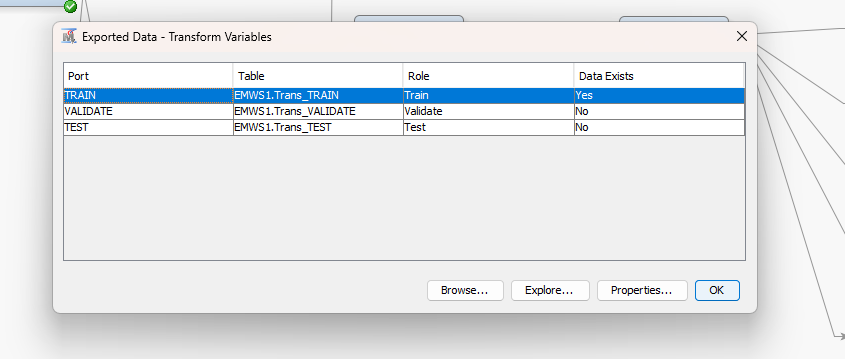 Exported Data - Transform Variables
Port Table Role Data Exists
TRAIN EMWS1.Trans_TRAIN Train Yes
VALIDATE EMWS1.Trans_VALIDATE Validate No
TEST EMWS1.Trans_TEST Test No
Browse... Explore... Properties... OK